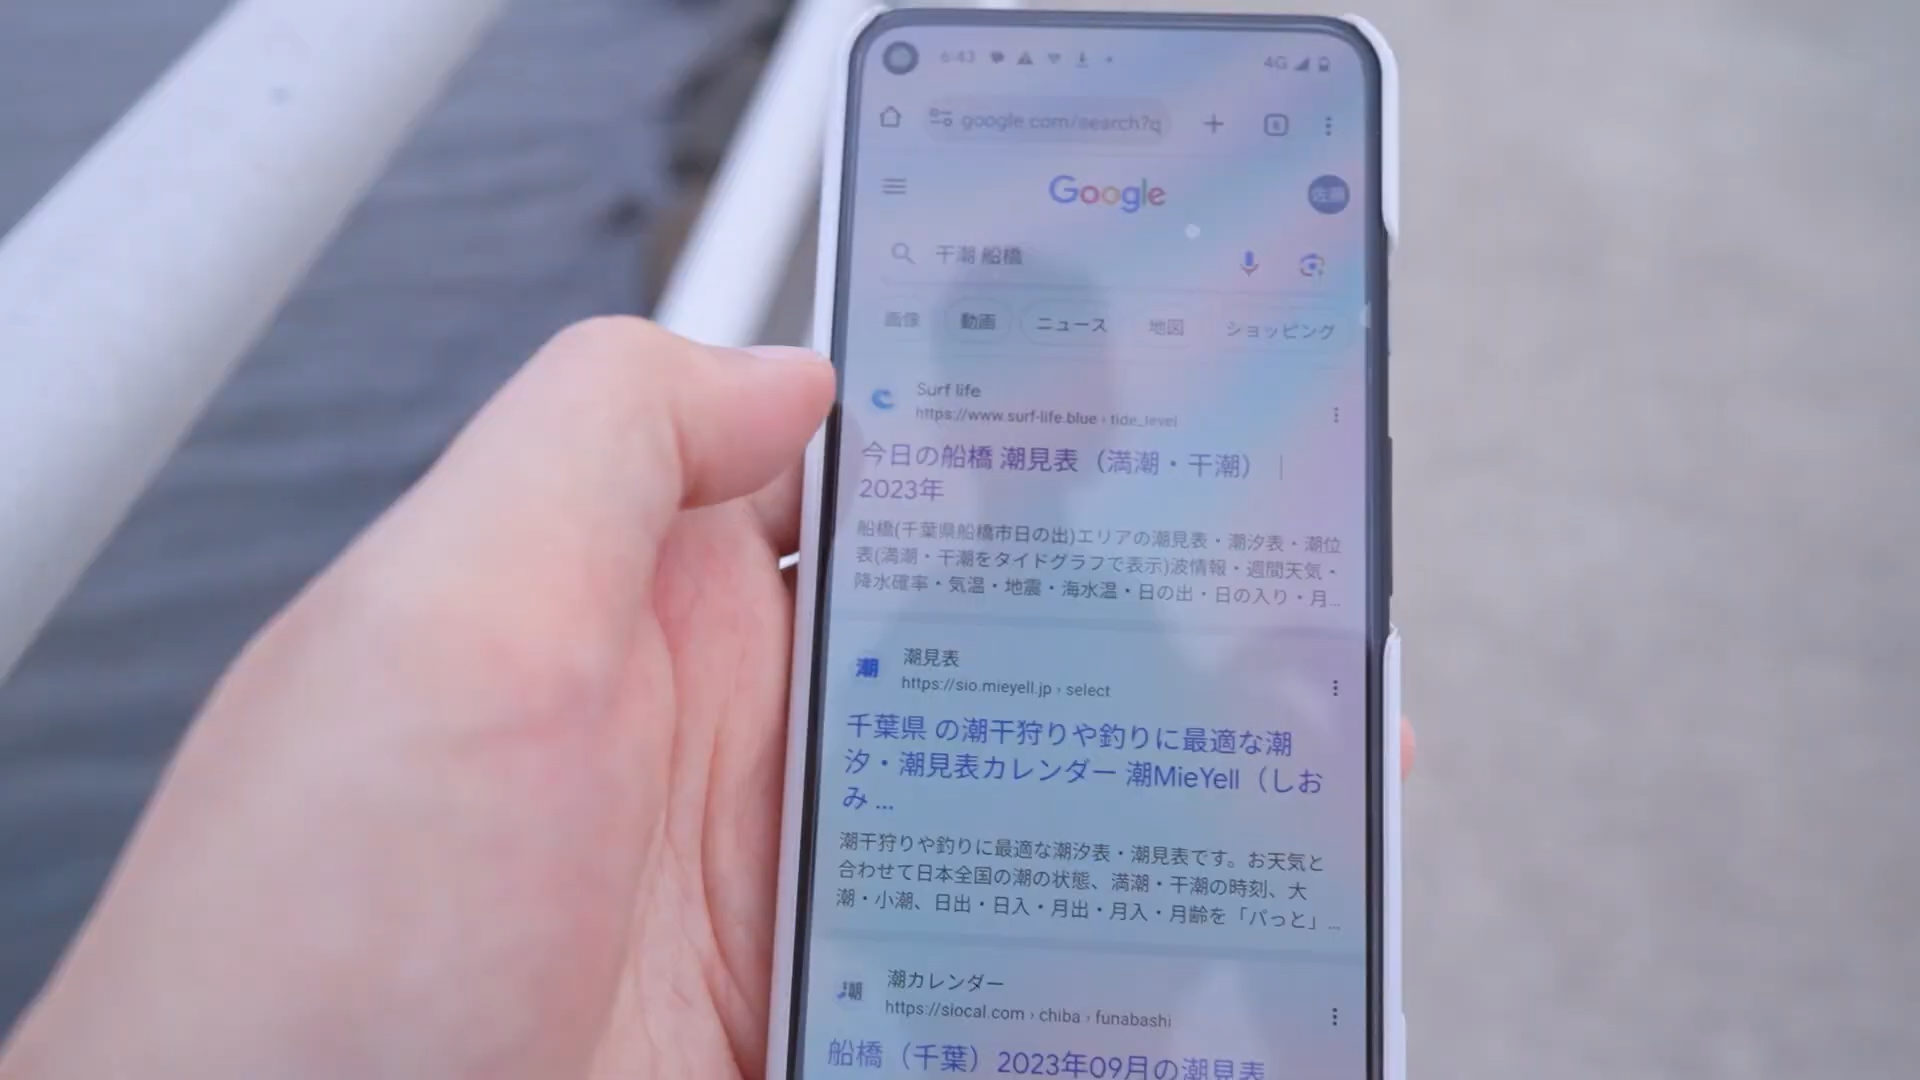 6:43
4G
google.com/search?q
Google
佐藤
干潮 船橋
画像 動画 ニュース 地図 ショッピング
Surf life
https://www.surf-life.blue › tide_level
今日の船橋 潮見表（満潮・干潮）｜
2023年
船橋(千葉県船橋市日の出)エリアの潮見表・潮汐表・潮位
表(満潮・干潮をタイドグラフで表示)波情報・週間天気・
降水確率・気温・地震・海水温・日の出・日の入り・月...
潮
潮見表
https://sio.mieyell.jp › select
千葉県 の潮干狩りや釣りに最適な潮
汐・潮見表カレンダー 潮MieYell（しお
み ...
潮干狩りや釣りに最適な潮汐表・潮見表です。お天気と
合わせて日本全国の潮の状態、満潮・干潮の時刻、大
潮・小潮、日出・日入・月出・月入・月齢を「パっと」...
潮
潮カレンダー
https://siocal.com › chiba › funabashi
船橋（千葉）2023年09月の潮見表